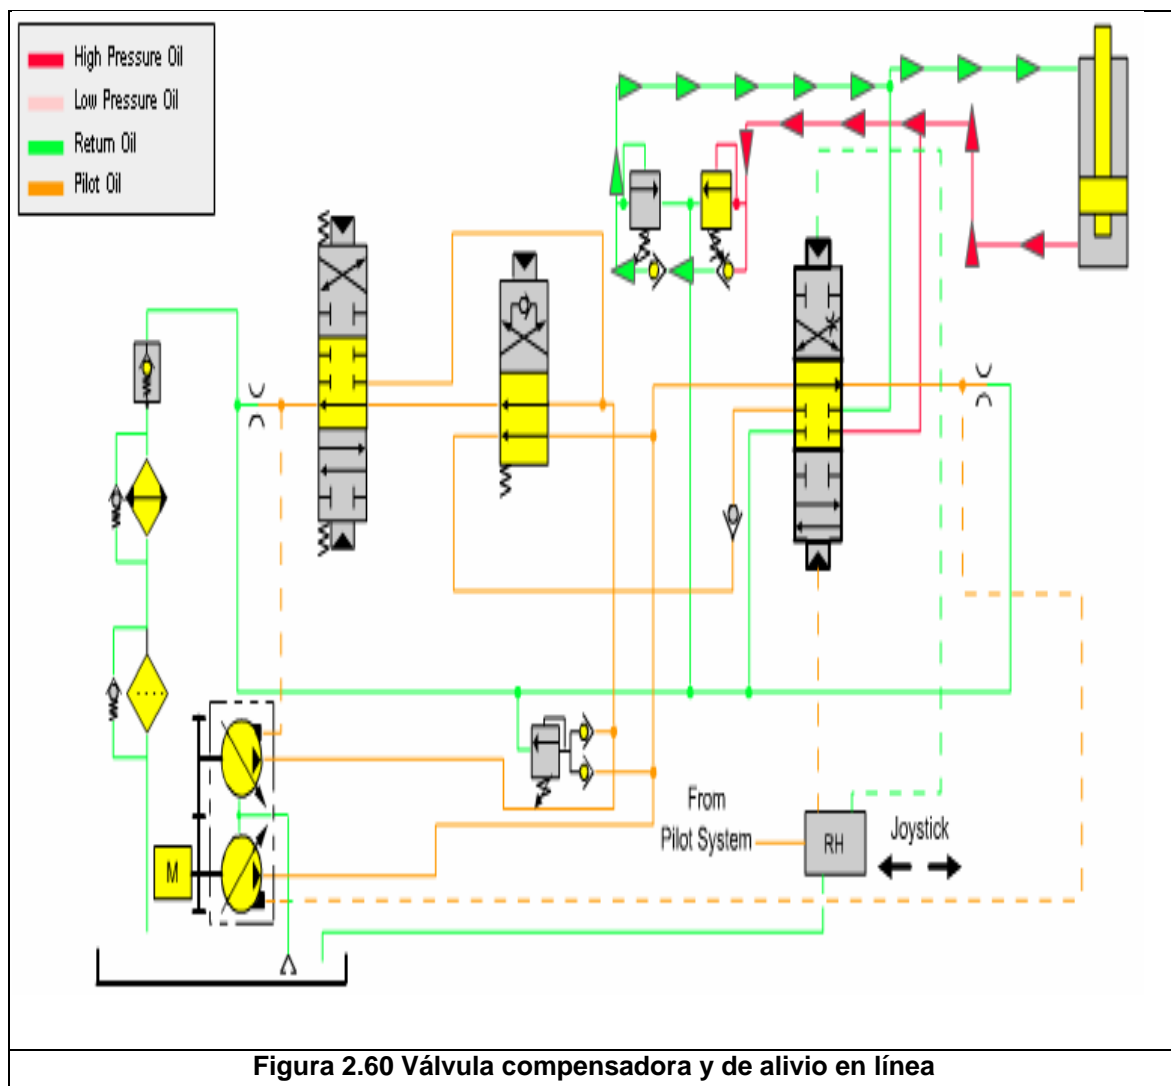 High Pressure Oil
Low Pressure Oil
Return Oil
Pilot Oil
From
Pilot System
Joystick
RH
M
Figura 2.60 Válvula compensadora y de alivio en línea